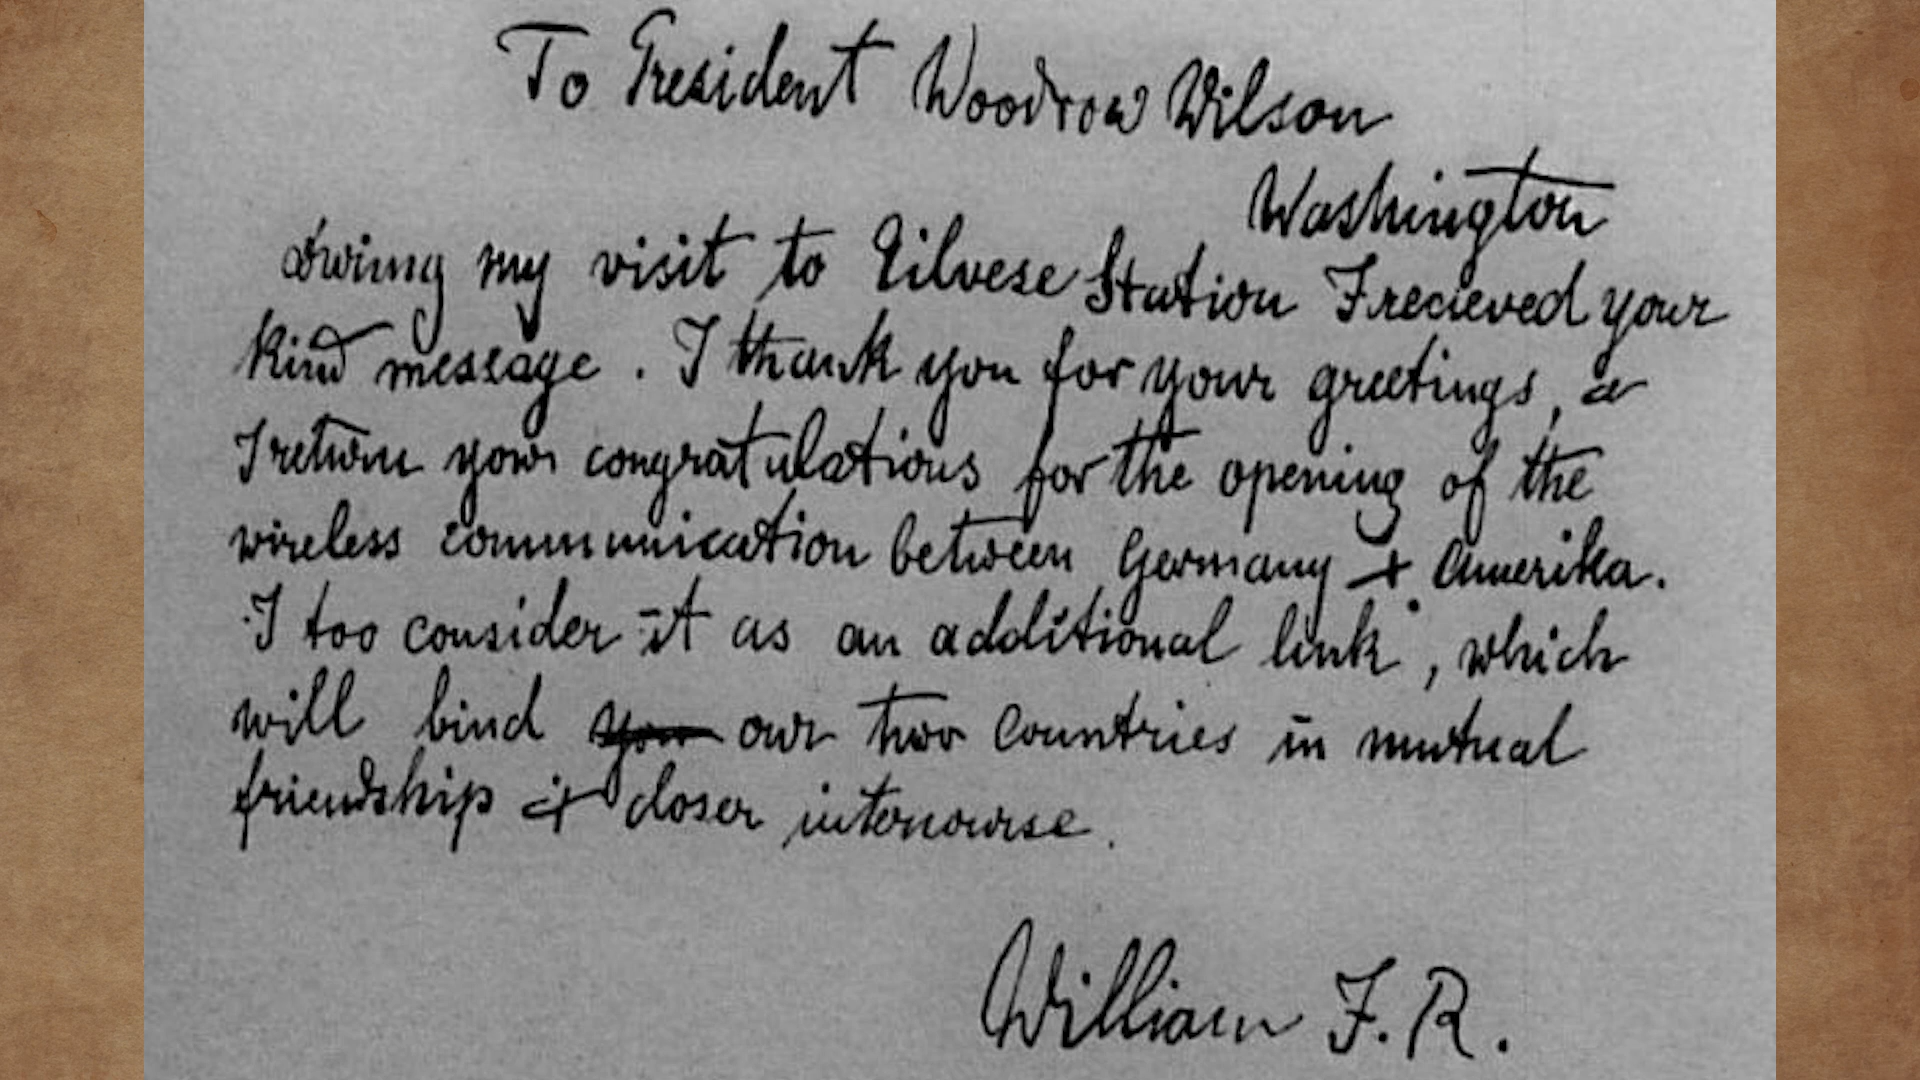 To President Woodrow Wilson
Washington
During my visit to Eilvese Station I recieved your
kind message. I thank you for your greetings, &
I return your congratulations for the opening of the
wireless communication between Germany & Amerika.
I too consider it as an additional link, which
will bind you our two countries in mutual
friendship & closer intercourse.
William I. R.